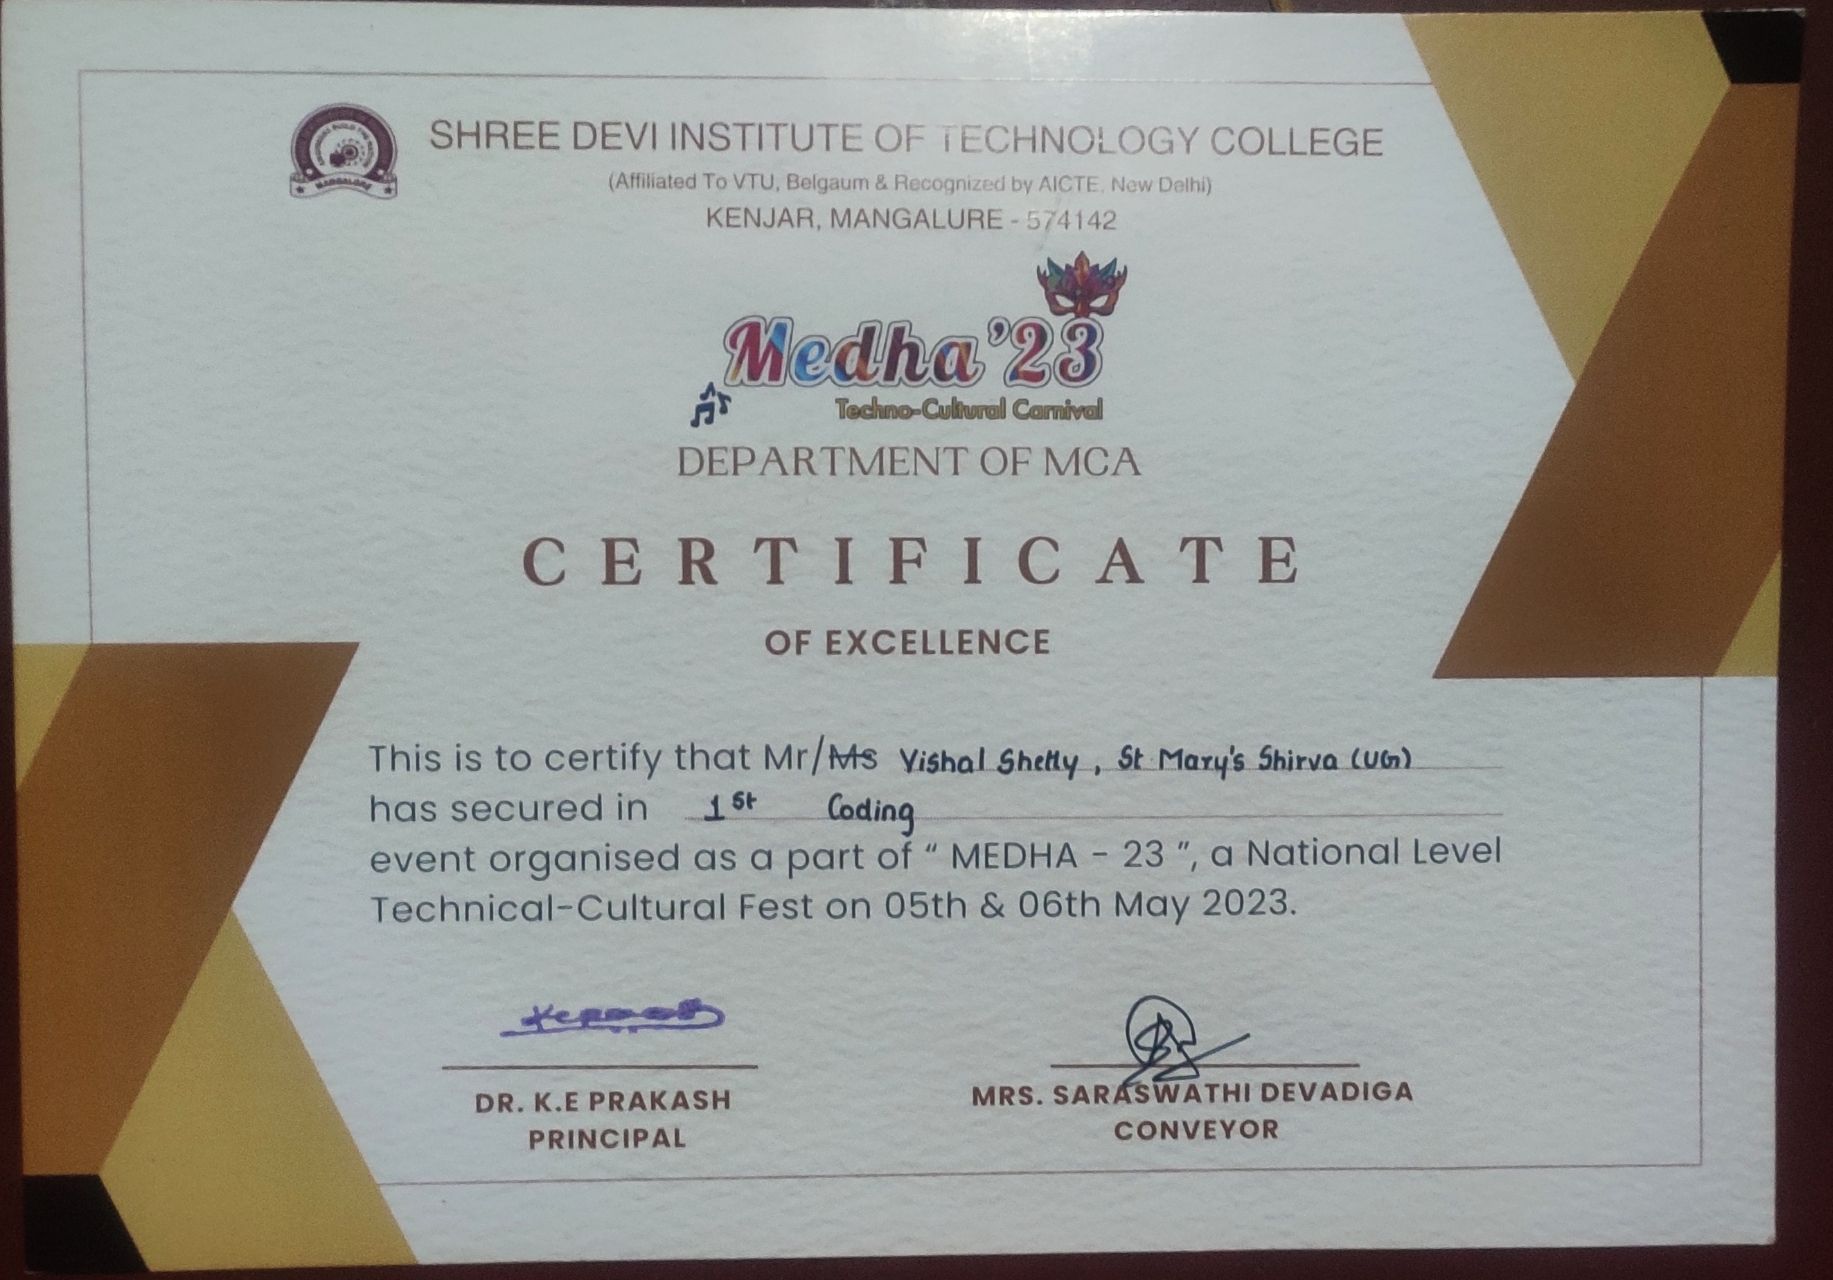 SHREE DEVI INSTITUTE OF TECHNOLOGY COLLEGE
(Affiliated To VTU, Belgaum & Recognized by AICTE, New Delhi)
KENJAR, MANGALURE - 574142
MANGALORE
Medha'23
Techno-Cultural Carnival
DEPARTMENT OF MCA
CERTIFICATE
OF EXCELLENCE
This is to certify that Mr/Ms Vishal Shetty, St Mary's Shirva (UG)
has secured in 1st Coding
event organised as a part of “ MEDHA - 23 ”, a National Level
Technical-Cultural Fest on 05th & 06th May 2023.
DR. K.E PRAKASH
PRINCIPAL
MRS. SARASWATHI DEVADIGA
CONVEYOR